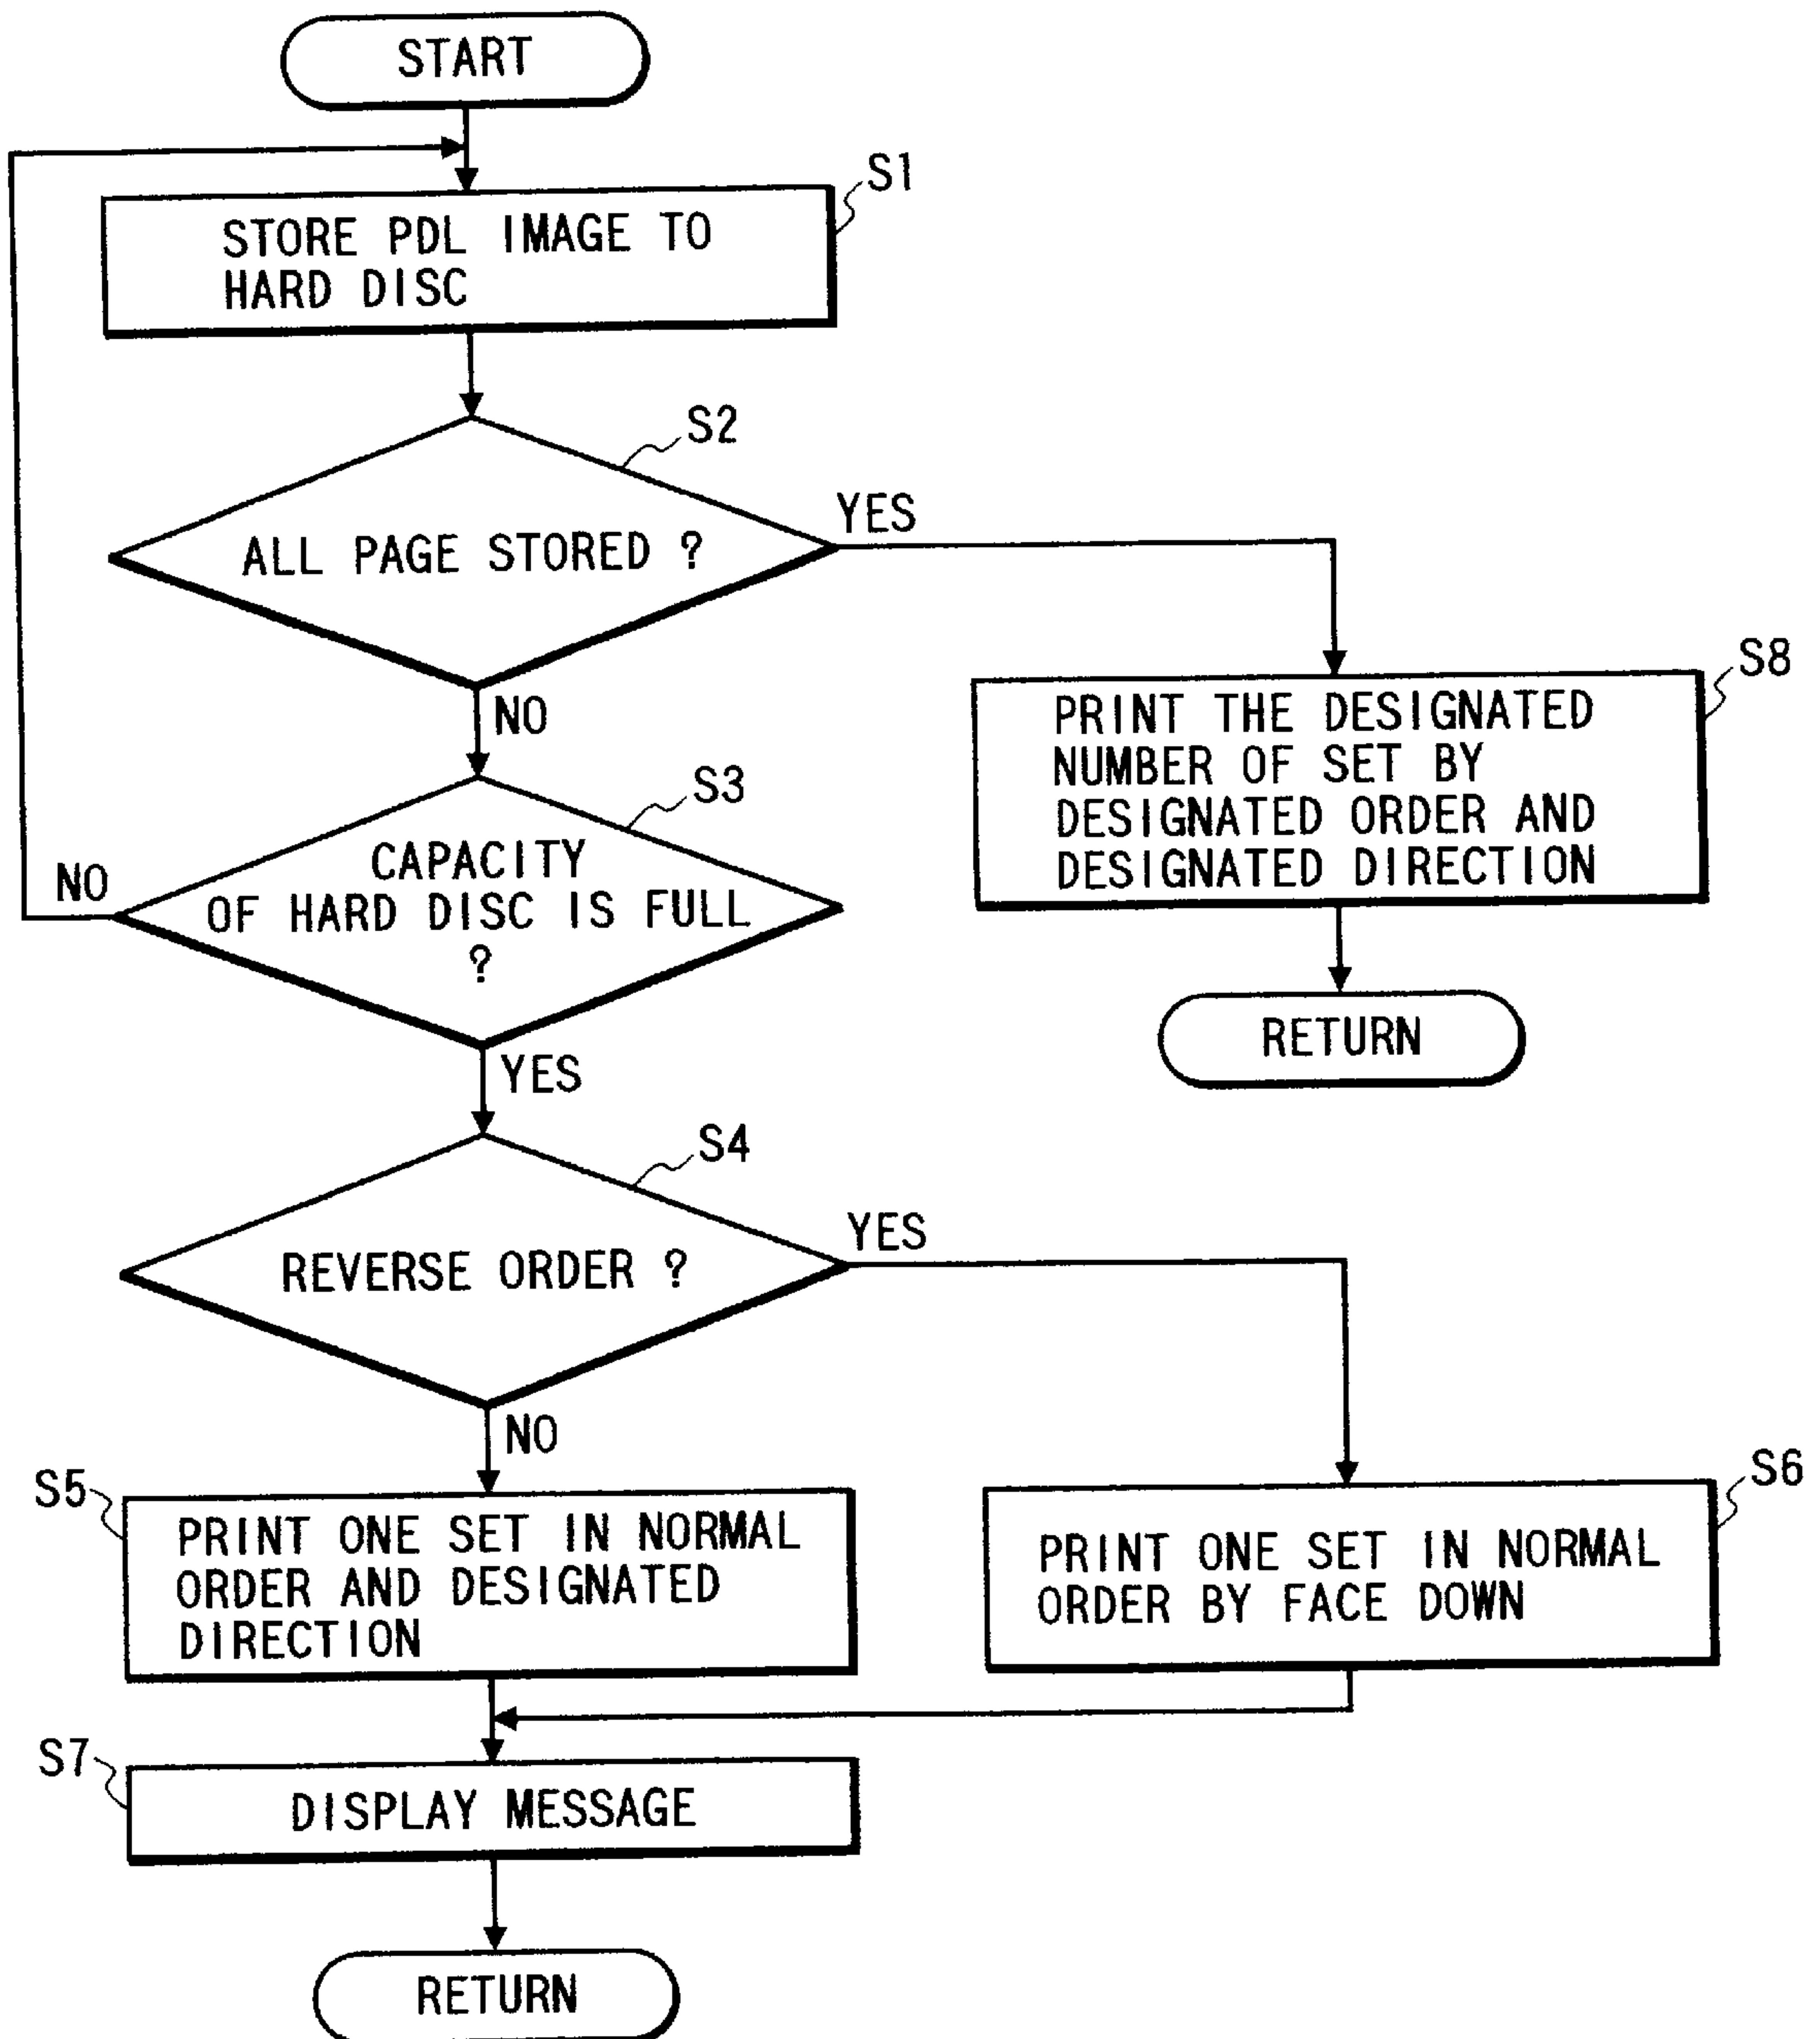 START
S1
STORE PDL IMAGE TO
HARD DISC
S2
ALL PAGE STORED ?
YES
NO
S8
PRINT THE DESIGNATED
NUMBER OF SET BY
DESIGNATED ORDER AND
DESIGNATED DIRECTION
RETURN
S3
CAPACITY
OF HARD DISC IS FULL
?
NO
YES
S4
REVERSE ORDER ?
YES
NO
S5
PRINT ONE SET IN NORMAL
ORDER AND DESIGNATED
DIRECTION
S6
PRINT ONE SET IN NORMAL
ORDER BY FACE DOWN
S7
DISPLAY MESSAGE
RETURN